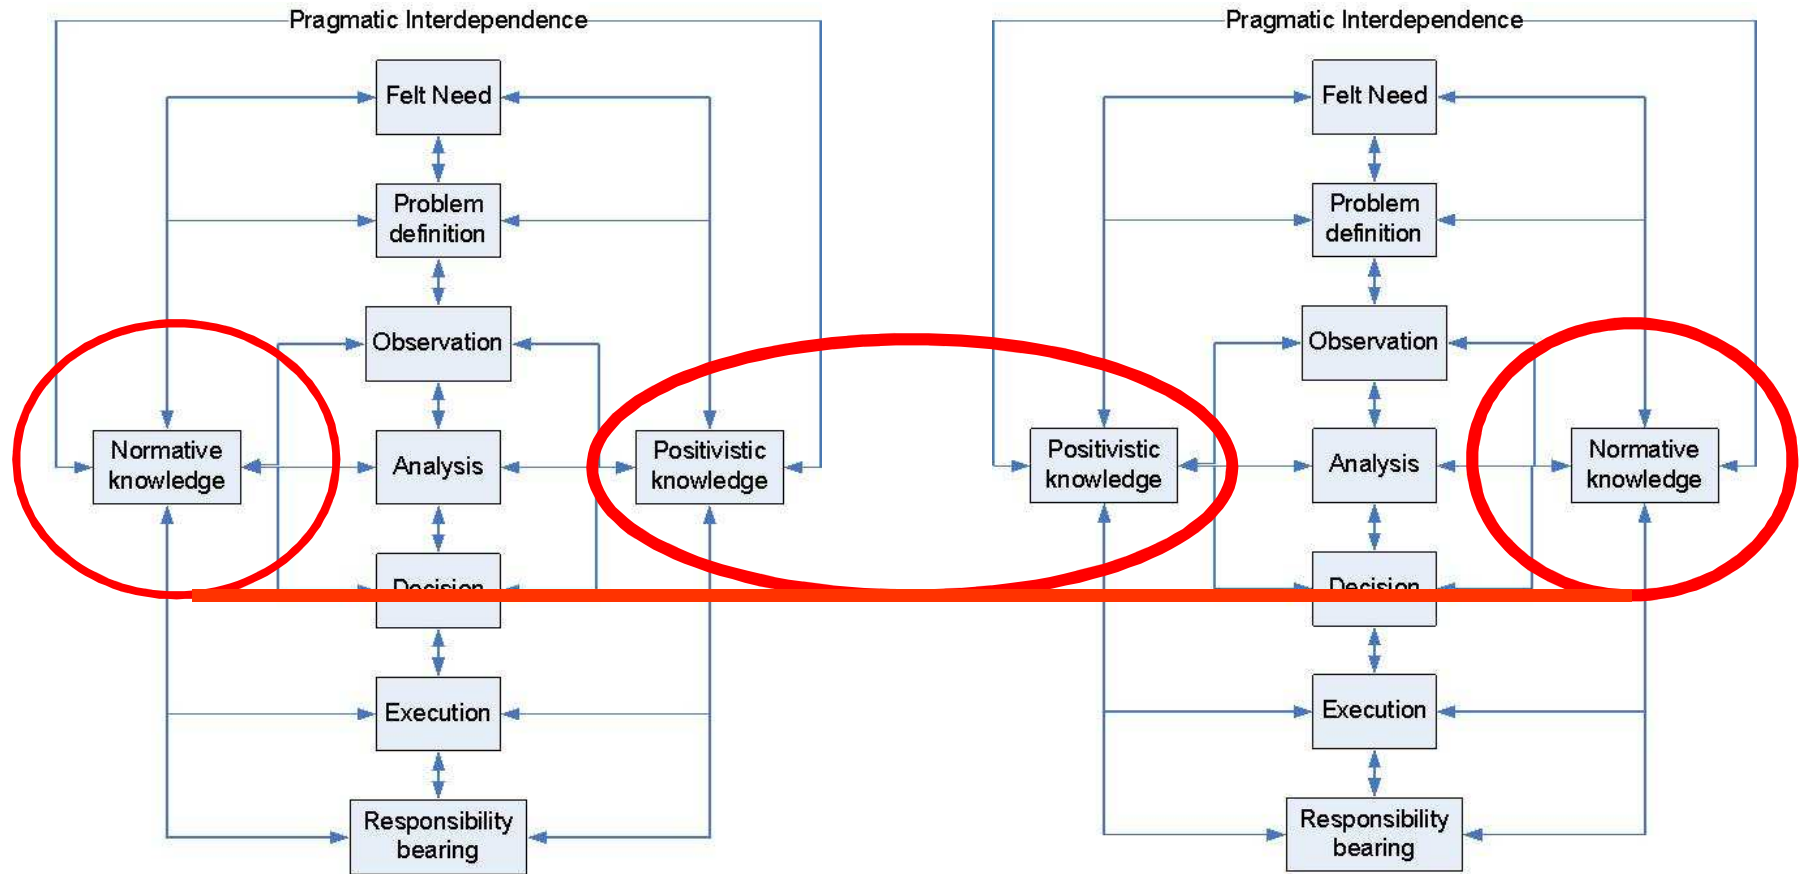 Pragmatic Interdependence
Felt Need
Problem
definition
Observation
Normative
knowledge
Analysis
Positivistic
knowledge
Decision
Execution
Responsibility
bearing
Pragmatic Interdependence
Felt Need
Problem
definition
Observation
Positivistic
knowledge
Analysis
Normative
knowledge
Decision
Execution
Responsibility
bearing